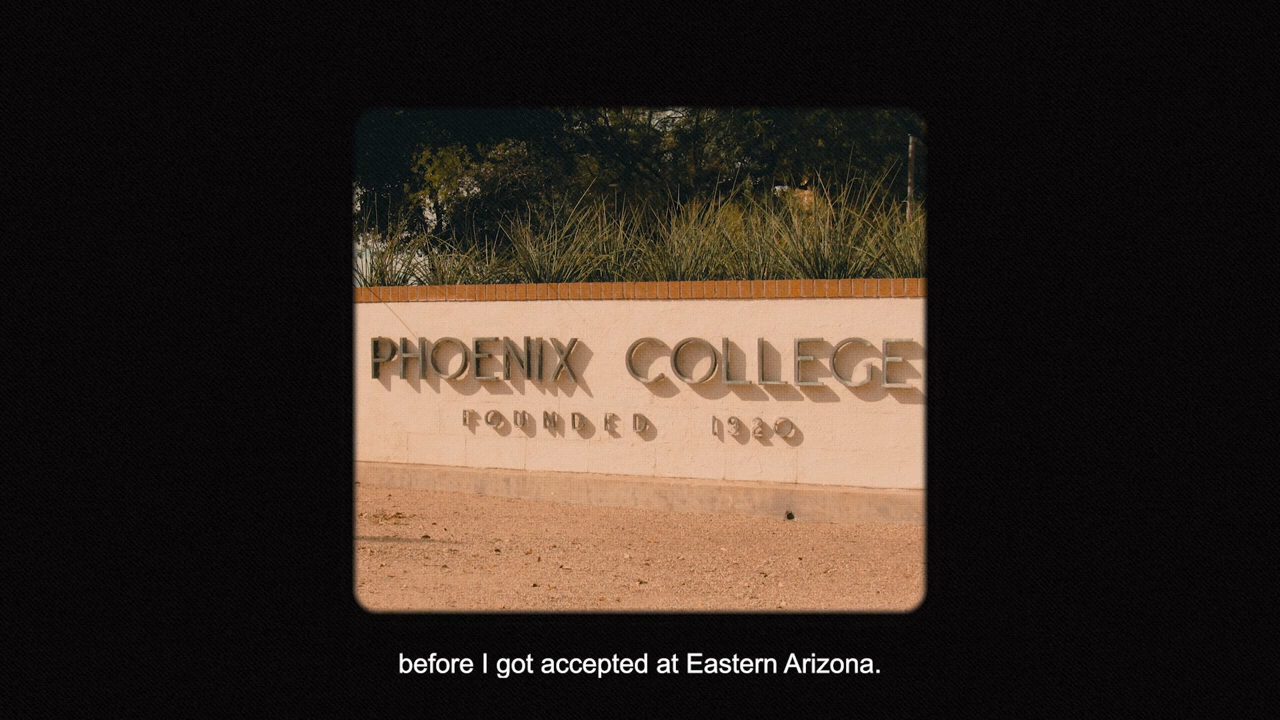 PHOENIX COLLEGE
FOUNDED 1920
before I got accepted at Eastern Arizona.